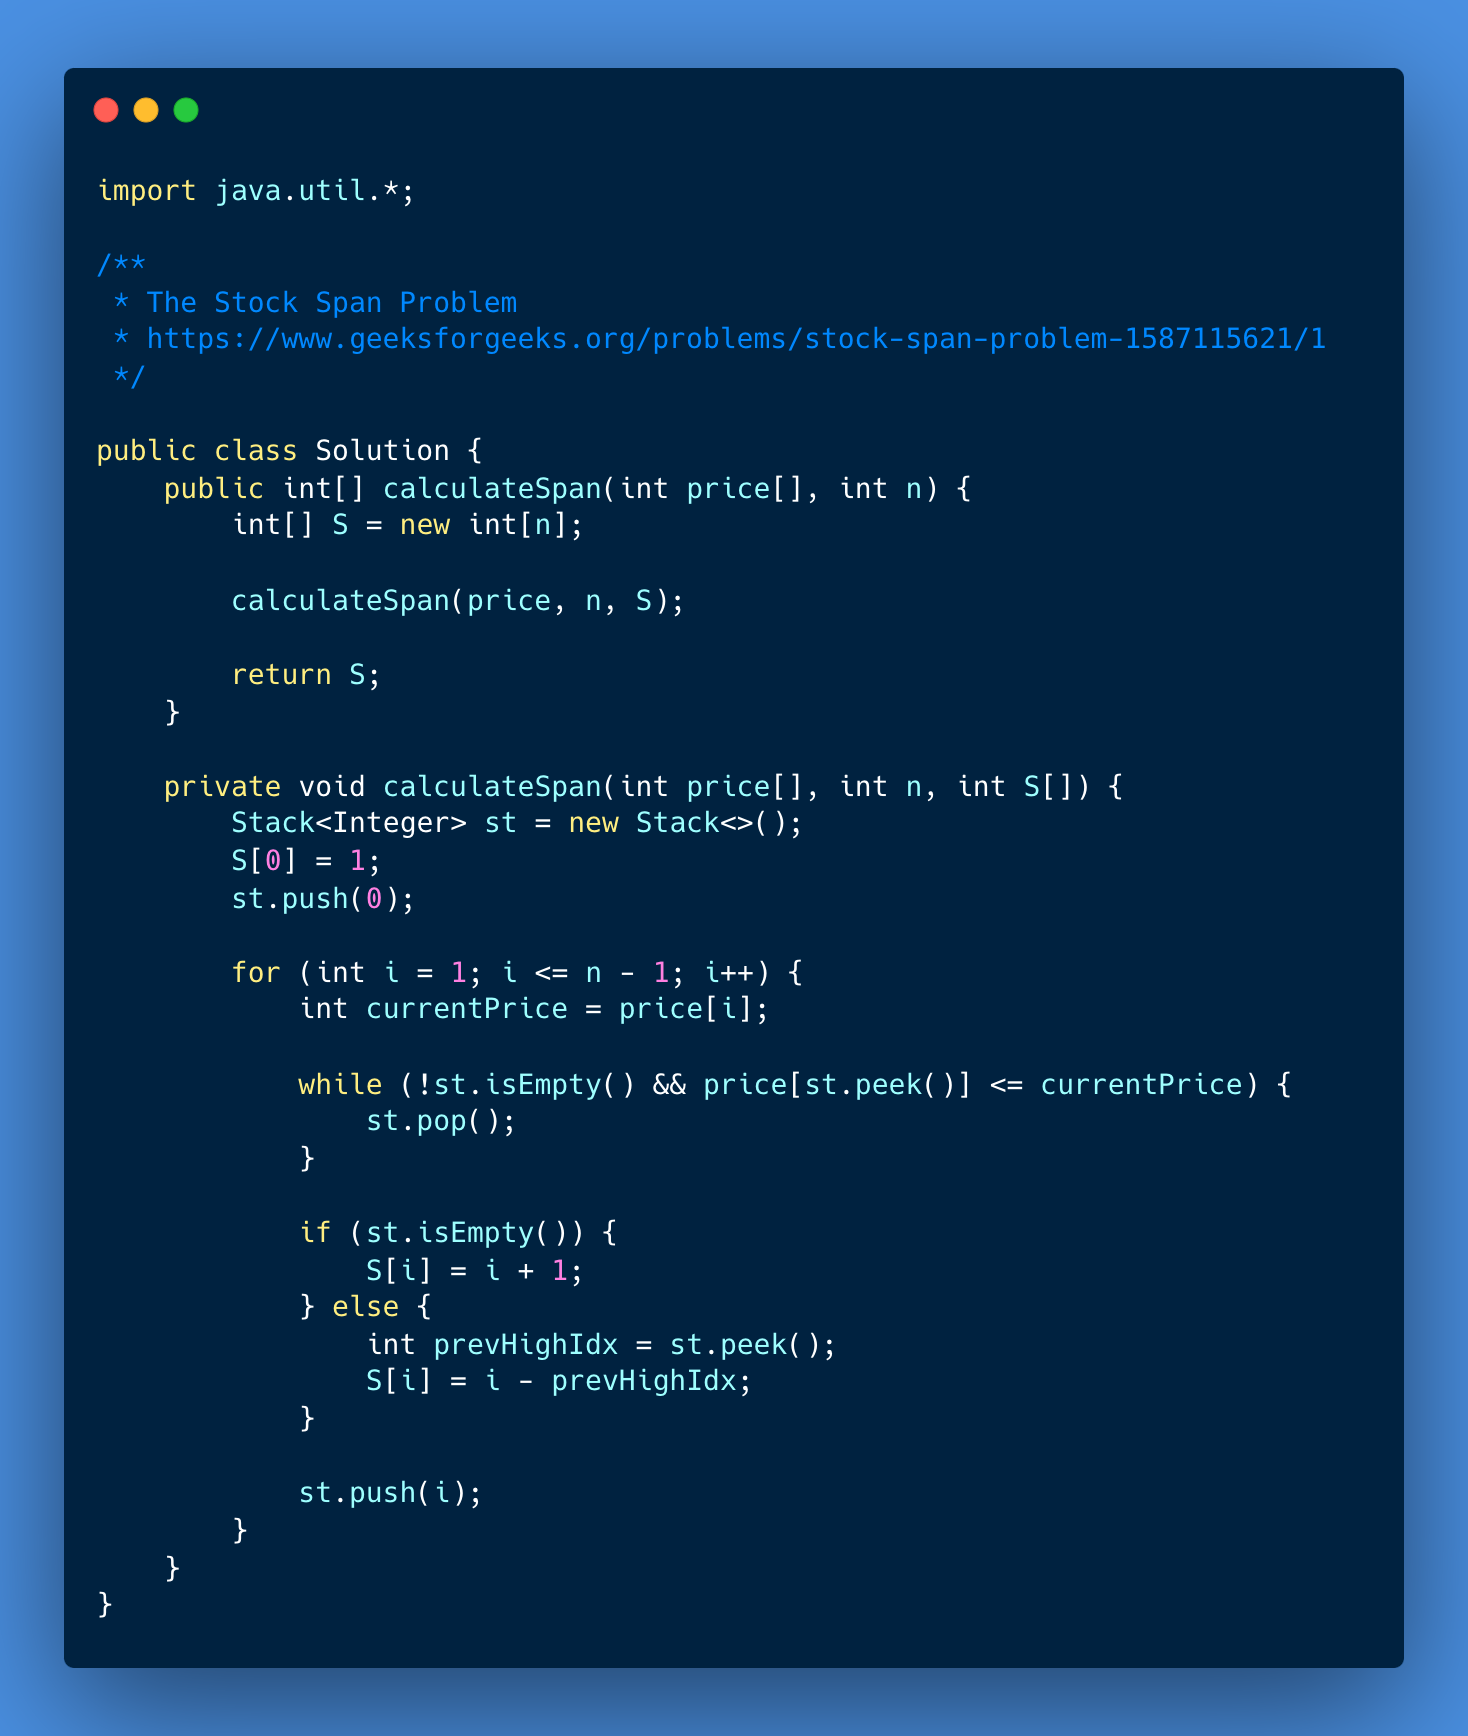 import java.util.*;

/**
 * The Stock Span Problem
 * https://www.geeksforgeeks.org/problems/stock-span-problem-1587115621/1
 */

public class Solution {
    public int[] calculateSpan(int price[], int n) {
        int[] S = new int[n];

        calculateSpan(price, n, S);

        return S;
    }

    private void calculateSpan(int price[], int n, int S[]) {
        Stack<Integer> st = new Stack<>();
        S[0] = 1;
        st.push(0);

        for (int i = 1; i <= n - 1; i++) {
            int currentPrice = price[i];

            while (!st.isEmpty() && price[st.peek()] <= currentPrice) {
                st.pop();
            }

            if (st.isEmpty()) {
                S[i] = i + 1;
            } else {
                int prevHighIdx = st.peek();
                S[i] = i - prevHighIdx;
            }

            st.push(i);
        }
    }
}